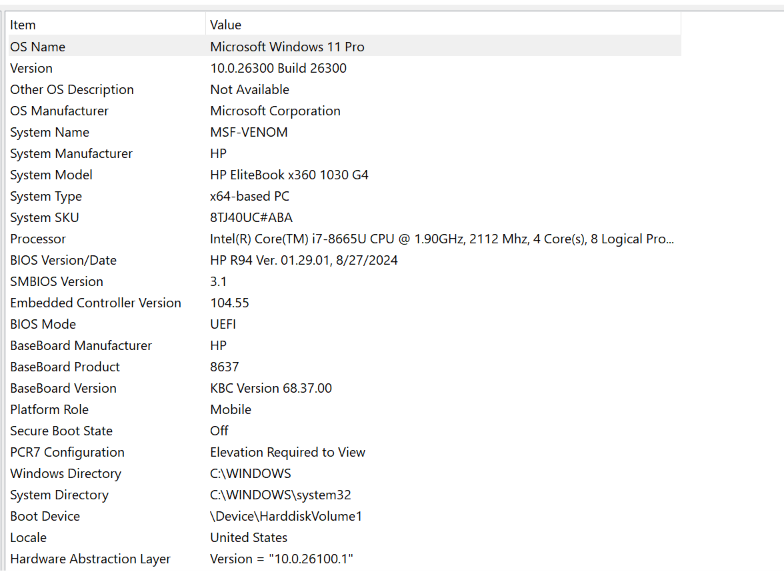 Item Value
OS Name Microsoft Windows 11 Pro
Version 10.0.26300 Build 26300
Other OS Description Not Available
OS Manufacturer Microsoft Corporation
System Name MSF-VENOM
System Manufacturer HP
System Model HP EliteBook x360 1030 G4
System Type x64-based PC
System SKU 8TJ40UC#ABA
Processor Intel(R) Core(TM) i7-8665U CPU @ 1.90GHz, 2112 Mhz, 4 Core(s), 8 Logical Pro...
BIOS Version/Date HP R94 Ver. 01.29.01, 8/27/2024
SMBIOS Version 3.1
Embedded Controller Version 104.55
BIOS Mode UEFI
BaseBoard Manufacturer HP
BaseBoard Product 8637
BaseBoard Version KBC Version 68.37.00
Platform Role Mobile
Secure Boot State Off
PCR7 Configuration Elevation Required to View
Windows Directory C:\WINDOWS
System Directory C:\WINDOWS\system32
Boot Device \Device\HarddiskVolume1
Locale United States
Hardware Abstraction Layer Version = "10.0.26100.1"